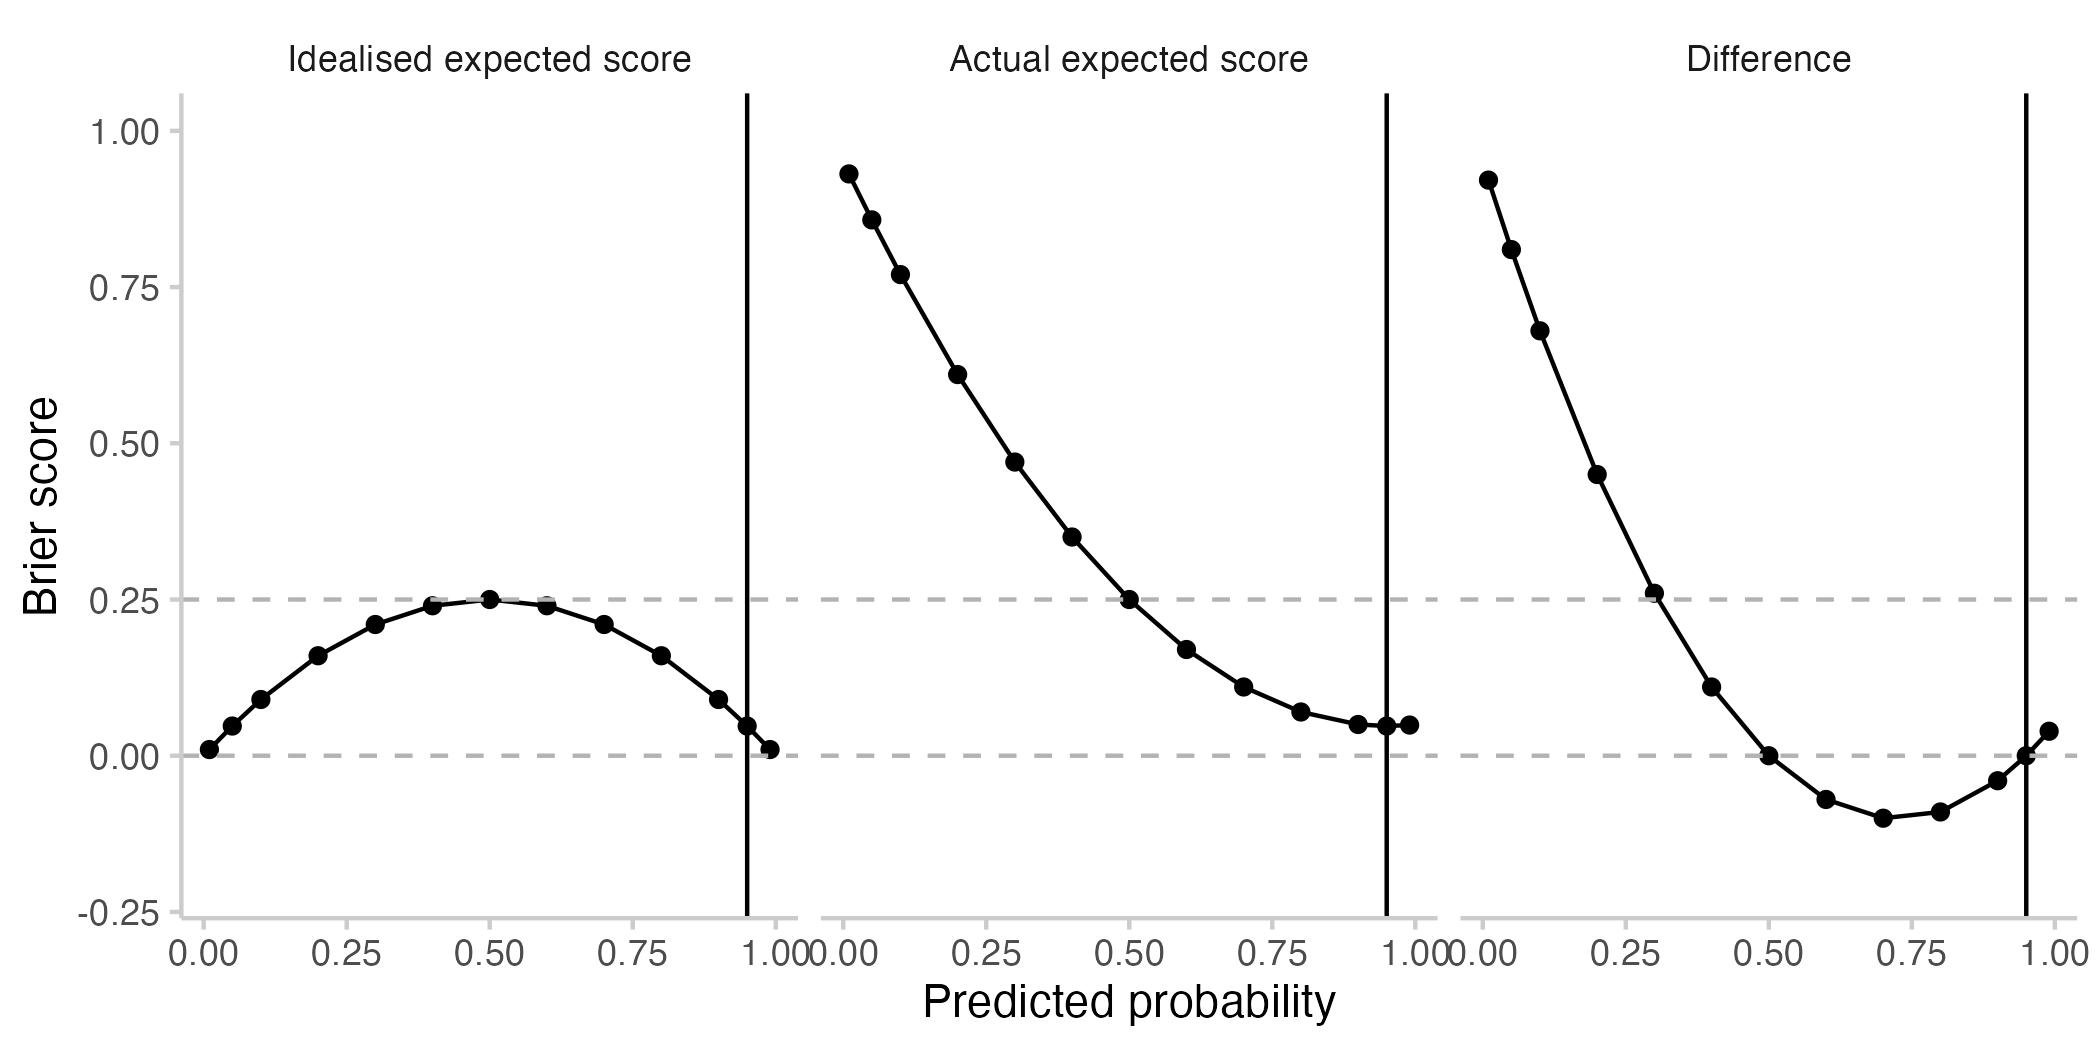 Idealised expected score
Actual expected score
Difference
Brier score
1.00
0.75
0.50
0.25
0.00
-0.25
0.00 0.25 0.50 0.75 1.00
0.00 0.25 0.50 0.75 1.00
0.00 0.25 0.50 0.75 1.00
Predicted probability